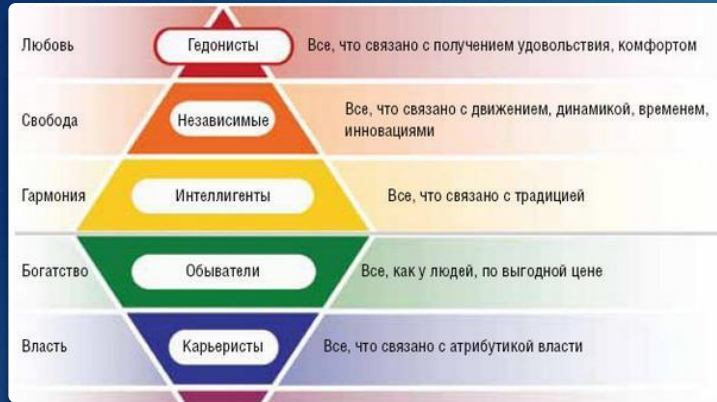 Любовь
Гедонисты
Все, что связано с получением удовольствия, комфортом
Свобода
Независимые
Все, что связано с движением, динамикой, временем,
инновациями
Гармония
Интеллигенты
Все, что связано с традицией
Богатство
Обыватели
Все, как у людей, по выгодной цене
Власть
Карьеристы
Все, что связано с атрибутикой власти